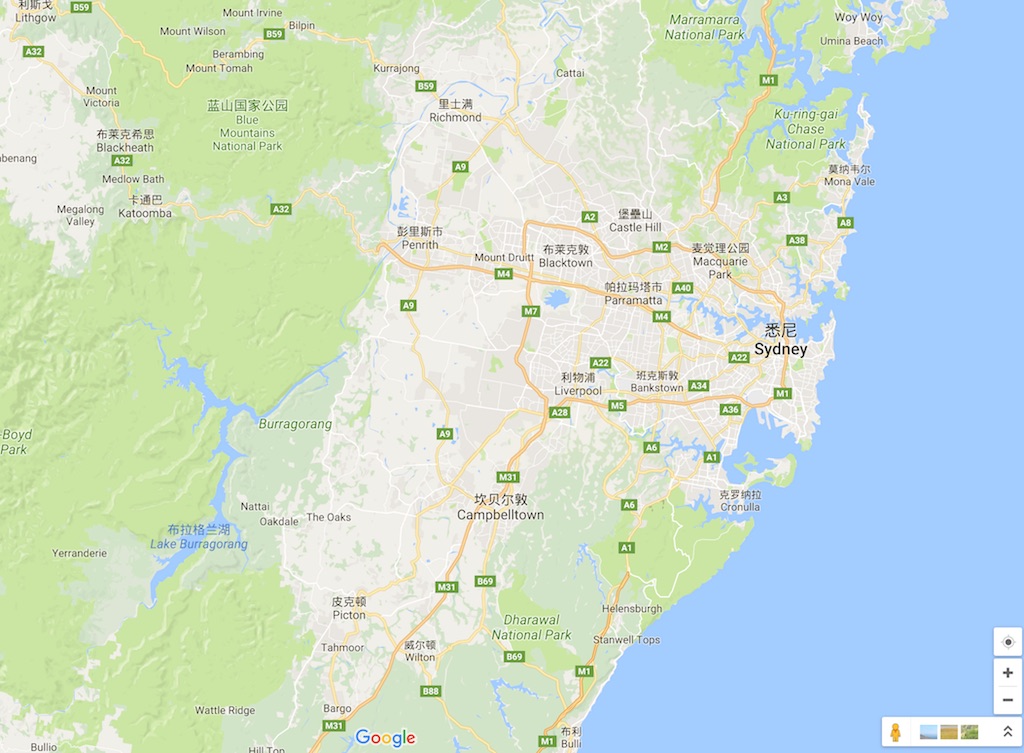 利斯戈
Lithgow
B59
Mount Irvine
Mount Wilson
B59
Bilpin
A32
Berambing
Mount Tomah
Kurrajong
B59
Cattai
Marramarra
National Park
Woy Woy
Umina Beach
M1
Mount
Victoria
蓝山国家公园
Blue
Mountains
National Park
里士满
Richmond
Ku-ring-gai
Chase
National Park
布莱克希思
Blackheath
A32
benang
Medlow Bath
A9
莫纳韦尔
Mona Vale
卡通巴
Katoomba
Megalong
Valley
A32
A3
A2
堡壘山
Castle Hill
A8
彭里斯市
Penrith
A38
M2
麦觉理公园
Macquarie
Park
Mount Druitt
布莱克敦
Blacktown
M4
A40
帕拉玛塔市
Parramatta
A9
M7
M4
悉尼
Sydney
A22
A22
利物浦
Liverpool
班克斯敦
Bankstown
A34
M1
M5
A28
A36
Burragorang
-Boyd
Park
A9
A6
A1
M31
坎贝尔敦
Campbelltown
克罗纳拉
Cronulla
A6
Nattai
Oakdale
The Oaks
布拉格兰湖
Lake Burragorang
Yerranderie
A1
M31
B69
皮克顿
Picton
Helensburgh
Dharawal
National Park
Stanwell Tops
Tahmoor
威尔顿
Wilton
B69
M1
B88
Wattle Ridge
Bargo
M31
Google
布利
Bulli
M1
Bullio
Hill Top